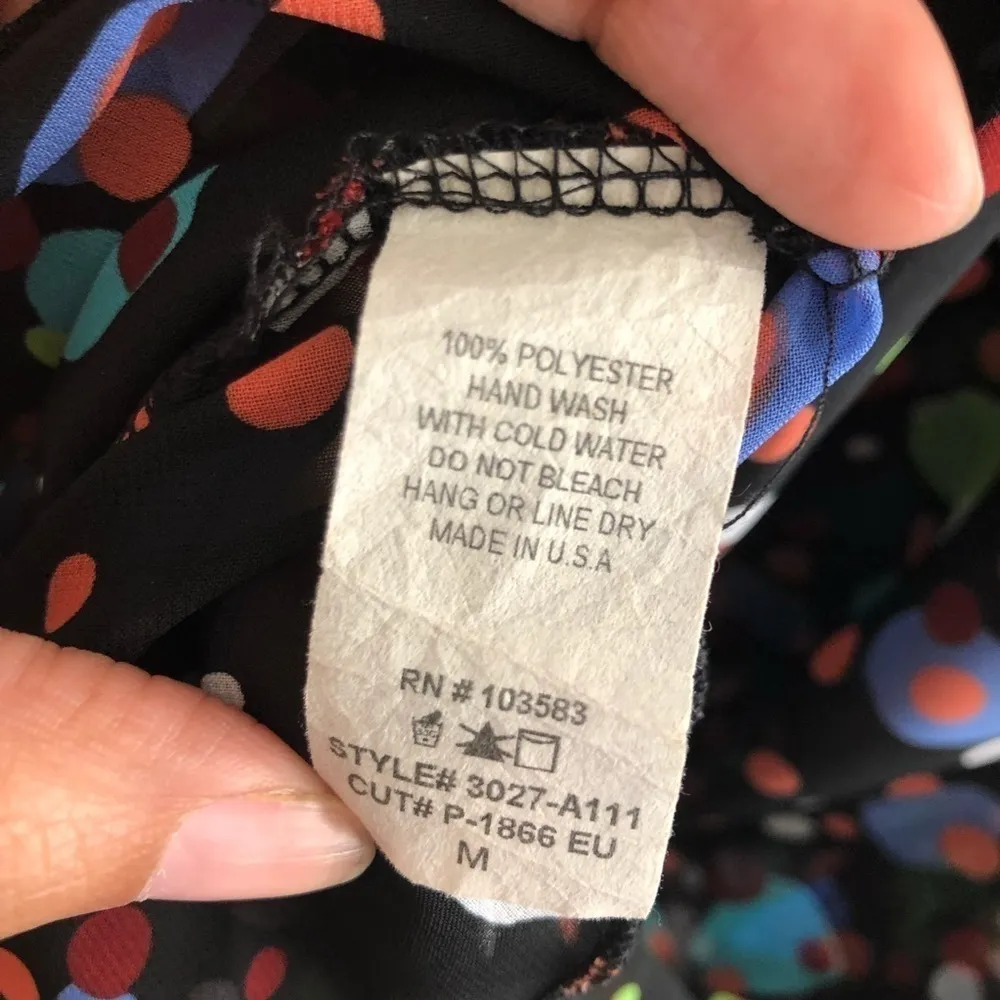 100% POLYESTER
HAND WASH
WITH COLD WATER
DO NOT BLEACH
HANG OR LINE DRY
MADE IN U.S.A
RN # 103583
STYLE# 3027-A111
CUT# P-1866 EU
M